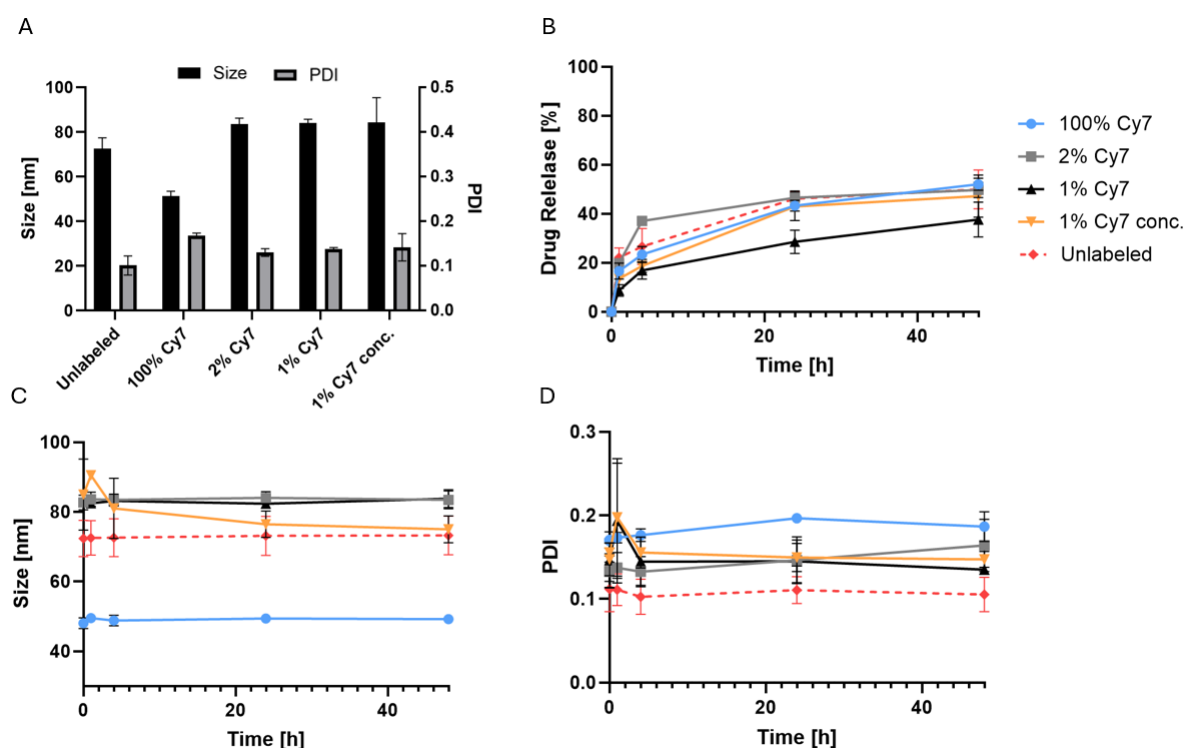 A
Size PDI
Size [nm]
100
80
60
40
20
0
PDI
0.5
0.4
0.3
0.2
0.1
0.0
Unlabeled
100% Cy7
2% Cy7
1% Cy7
1% Cy7 conc.
B
Drug Relelase [%]
100
80
60
40
20
0
0 20 40
Time [h]
100% Cy7
2% Cy7
1% Cy7
1% Cy7 conc.
Unlabeled
C
Size [nm]
100
80
60
40
0 20 40
Time [h]
D
PDI
0.3
0.2
0.1
0.0
0 20 40
Time [h]